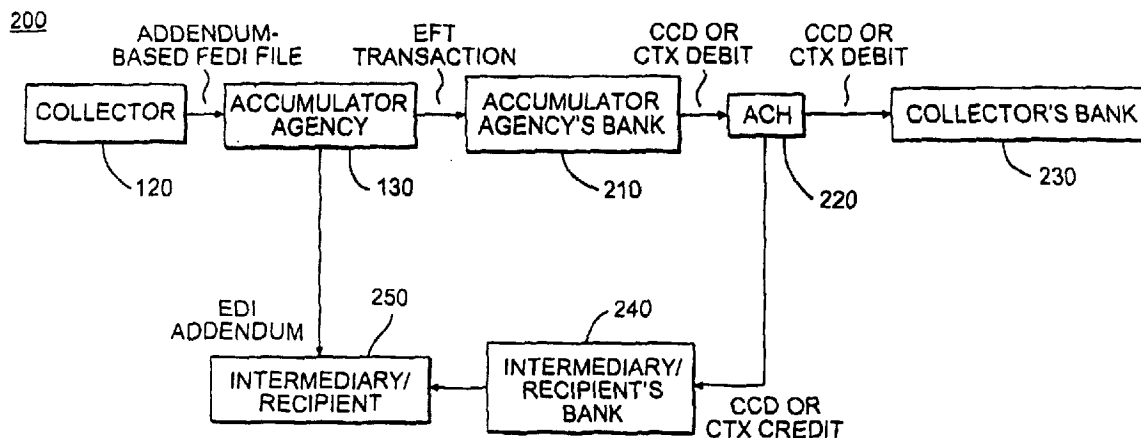 200
ADDENDUM-
BASED FEDI FILE
EFT
TRANSACTION
CCD OR
CTX DEBIT
CCD OR
CTX DEBIT
COLLECTOR
ACCUMULATOR
AGENCY
ACCUMULATOR
AGENCY'S BANK
ACH
COLLECTOR'S BANK
120
130
210
220
230
EDI
ADDENDUM
250
240
INTERMEDIARY/
RECIPIENT
INTERMEDIARY/
RECIPIENT'S
BANK
CCD OR
CTX CREDIT